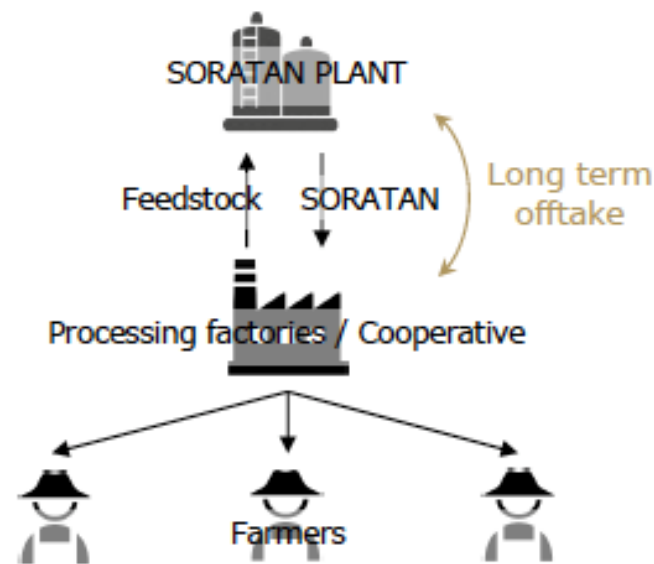 SORATAN PLANT
Feedstock
SORATAN
Long term
offtake
Processing factories / Cooperative
Farmers